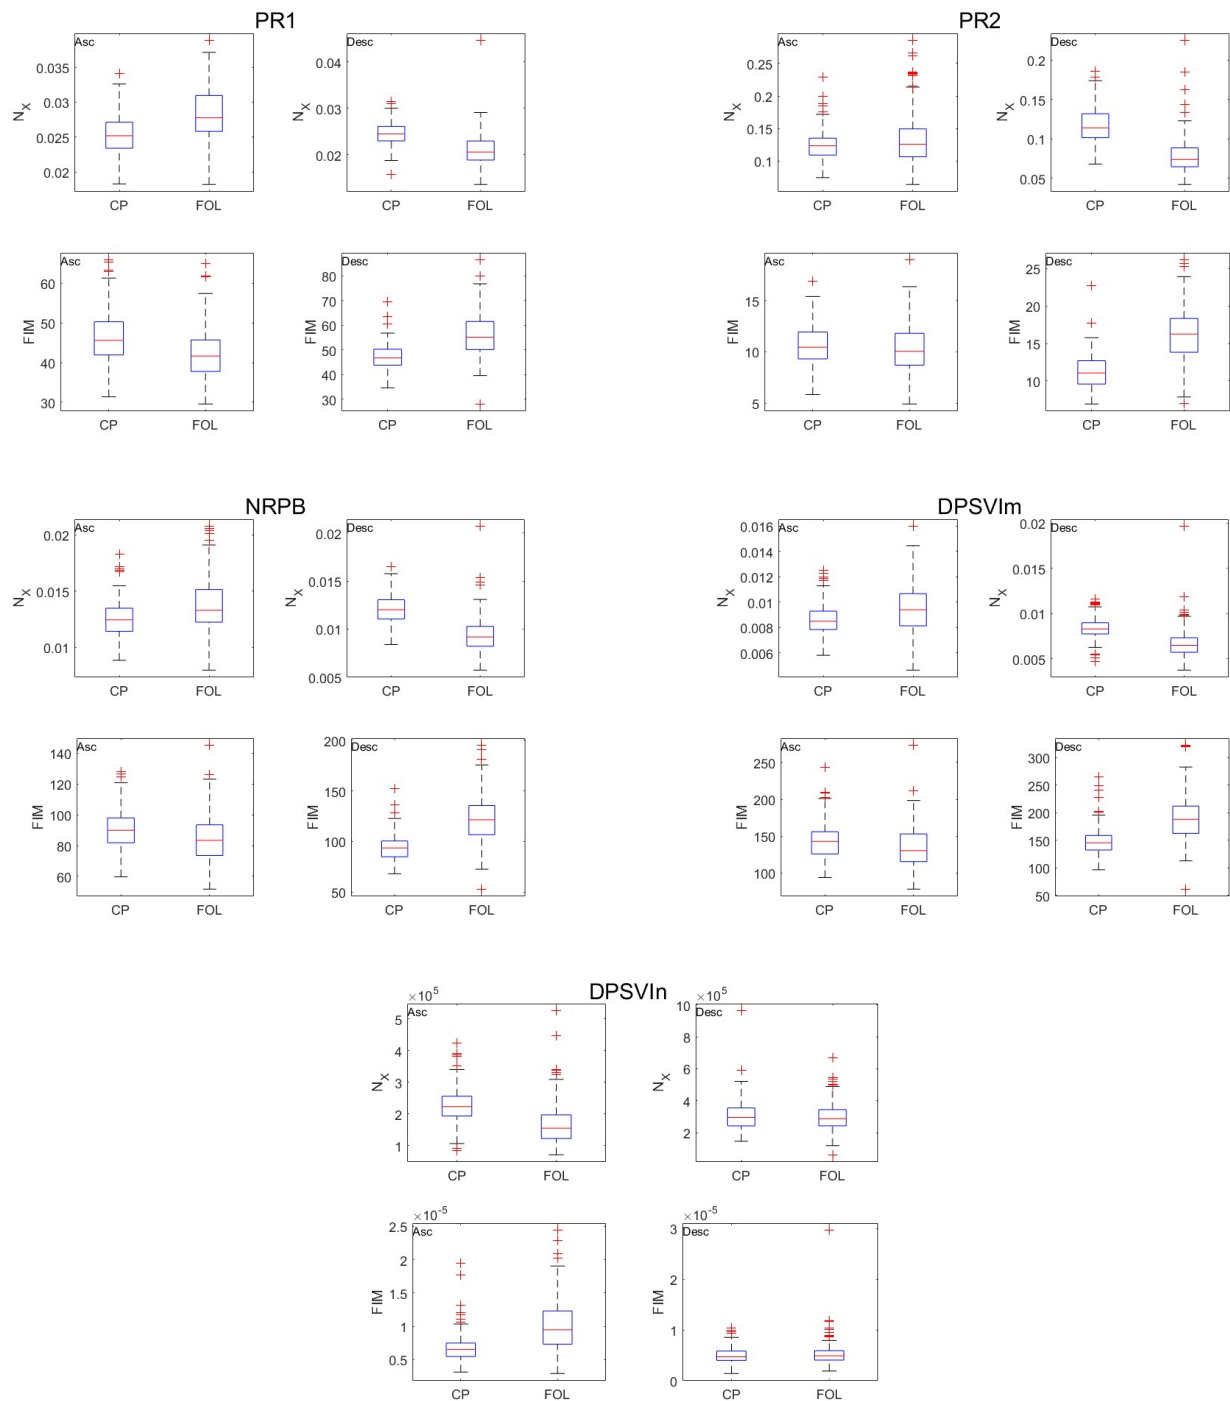 PR1
Asc
0.035
0.03
0.025
0.02
N_X
CP FOL
Desc
0.04
0.03
0.02
N_X
CP FOL
Asc
60
50
40
30
FIM
CP FOL
Desc
80
70
60
50
40
30
FIM
CP FOL
PR2
Asc
0.25
0.2
0.15
0.1
N_X
CP FOL
Desc
0.2
0.15
0.1
0.05
N_X
CP FOL
Asc
15
10
5
FIM
CP FOL
Desc
25
20
15
10
FIM
CP FOL
NRPB
Asc
0.02
0.015
0.01
N_X
CP FOL
Desc
0.02
0.015
0.01
0.005
N_X
CP FOL
Asc
140
120
100
80
60
FIM
CP FOL
Desc
200
150
100
50
FIM
CP FOL
DPSVIm
Asc
0.016
0.014
0.012
0.01
0.008
0.006
N_X
CP FOL
Desc
0.02
0.015
0.01
0.005
N_X
CP FOL
Asc
250
200
150
100
FIM
CP FOL
Desc
300
250
200
150
100
50
FIM
CP FOL
DPSVIn
×10^5
Asc
5
4
3
2
1
N_X
CP FOL
×10^5
Desc
10
8
6
4
2
N_X
CP FOL
×10^-5
Asc
2.5
2
1.5
1
0.5
FIM
CP FOL
×10^-5
Desc
3
2
1
0
FIM
CP FOL